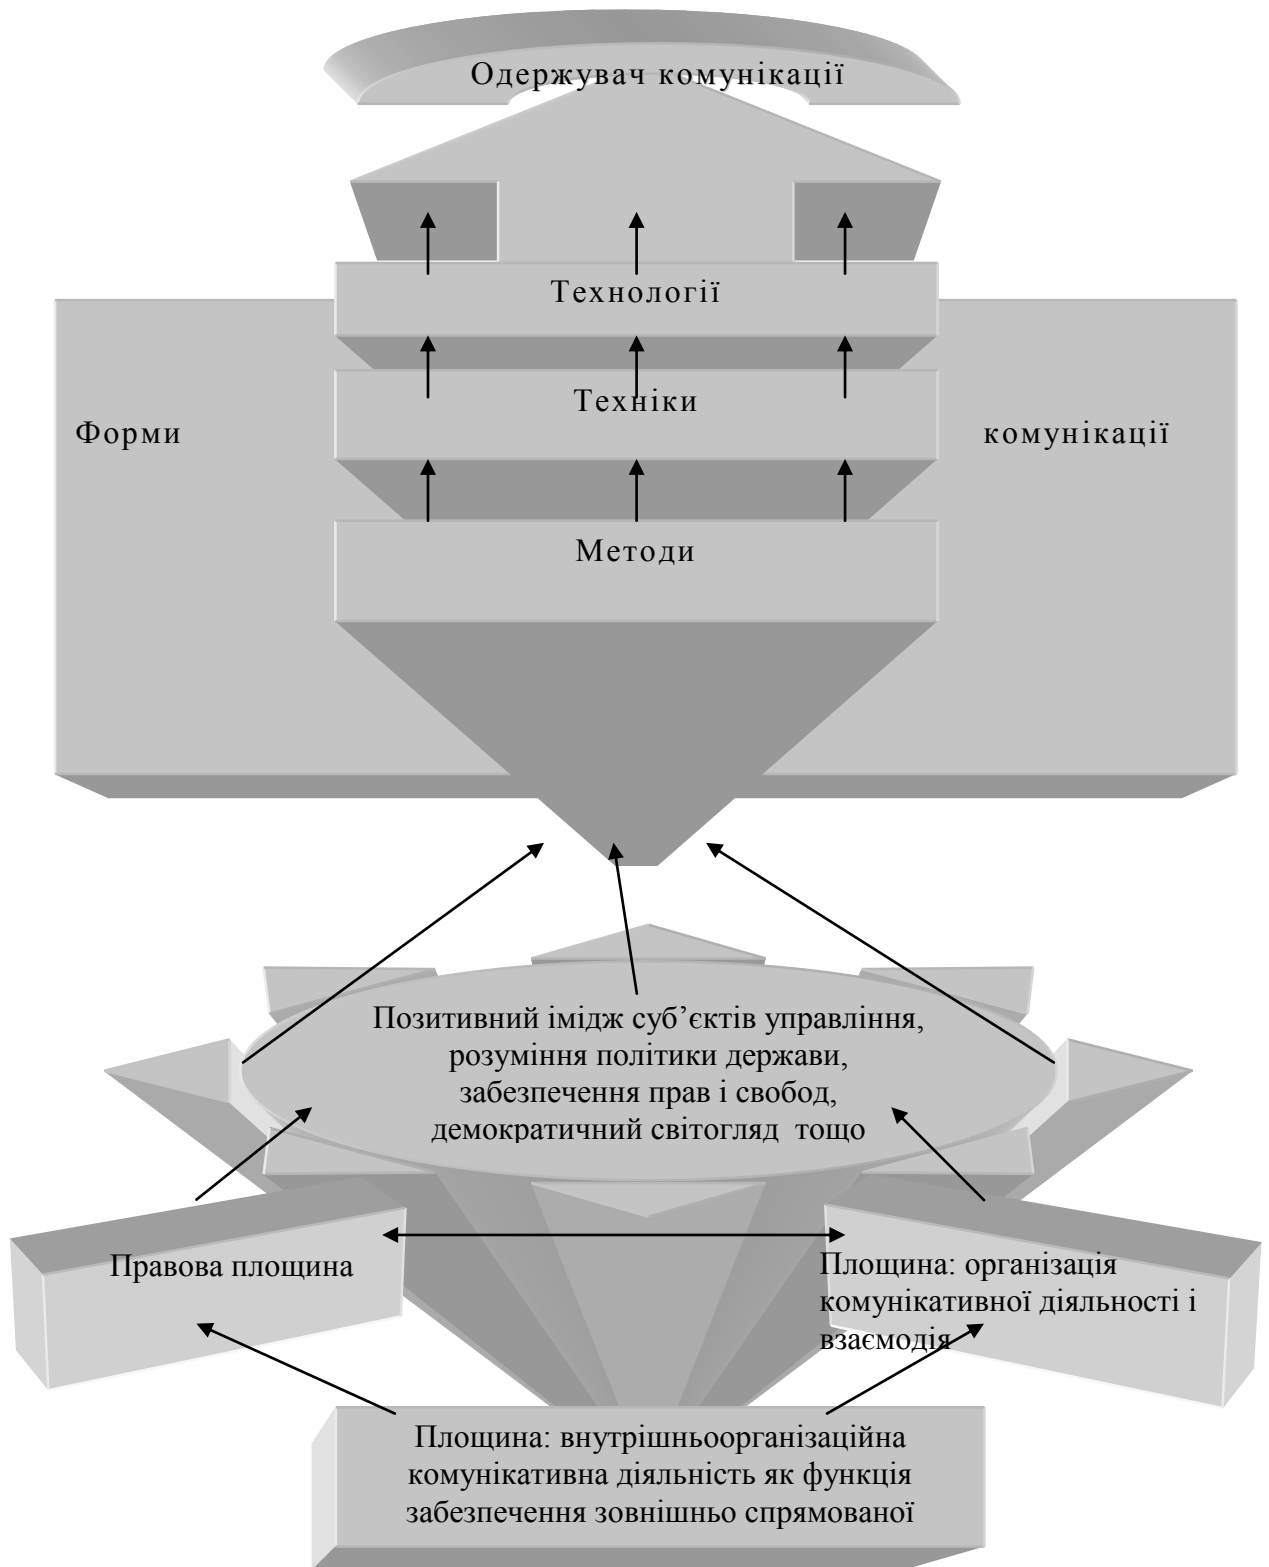 Одержувач комунікації
Технології
Техніки
Форми
комунікації
Методи
Позитивний імідж суб’єктів управління,
розуміння політики держави,
забезпечення прав і свобод,
демократичний світогляд тощо
Правова площина
Площина: організація
комунікативної діяльності і
взаємодія
Площина: внутрішньоорганізаційна
комунікативна діяльність як функція
забезпечення зовнішньо спрямованої